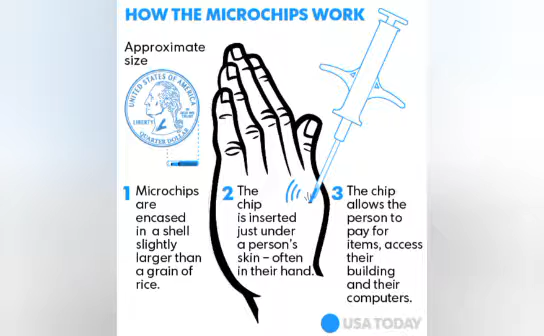 HOW THE MICROCHIPS WORK
Approximate
size
UNITED STATES OF AMERICA
LIBERTY
QUARTER DOLLAR
1 Microchips
are
encased
in a shell
slightly
larger than
a grain of
rice.
2 The
chip
is inserted
just under
a person's
skin – often
in their hand.
3 The chip
allows the
person to
pay for
items, access
their
building
and their
computers.
USA TODAY